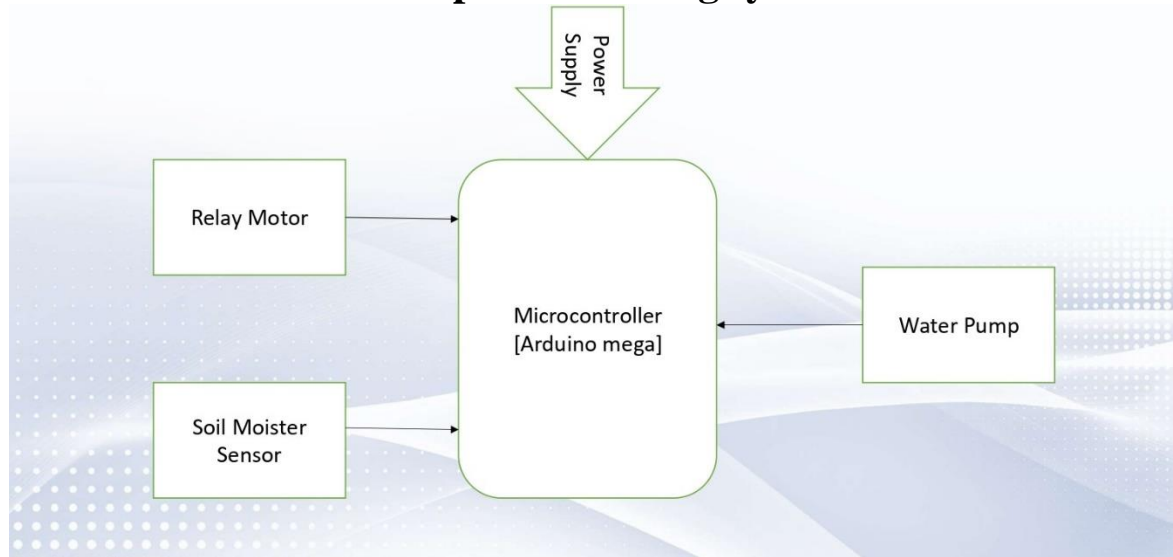 Power
Supply
Relay Motor
Microcontroller
[Arduino mega]
Water Pump
Soil Moister
Sensor